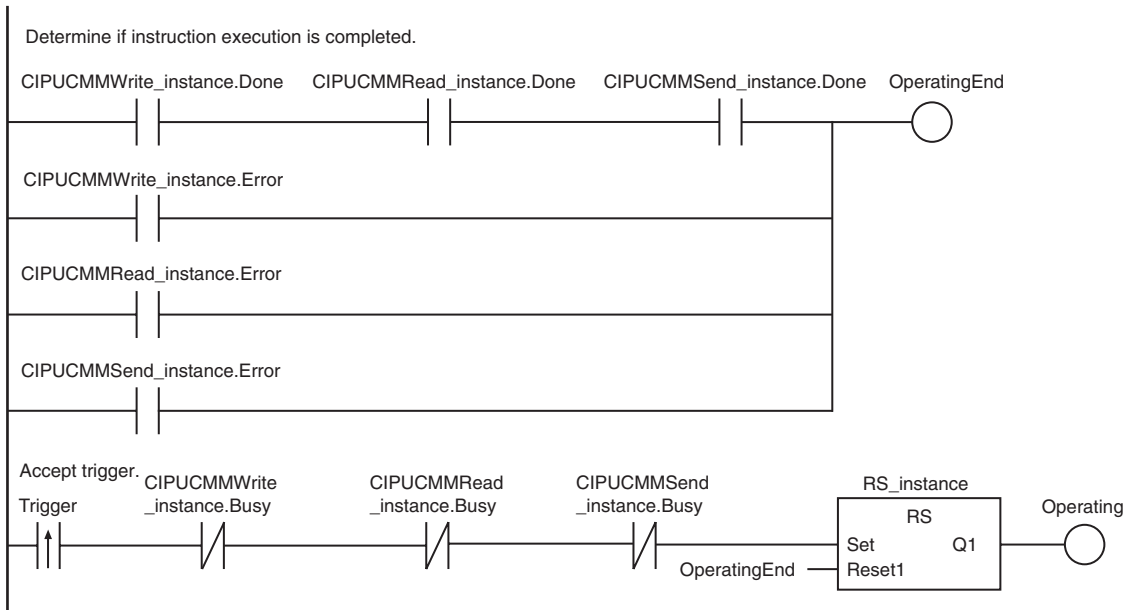 Determine if instruction execution is completed.
CIPUCMMWrite_instance.Done
CIPUCMMRead_instance.Done
CIPUCMMSend_instance.Done
OperatingEnd
CIPUCMMWrite_instance.Error
CIPUCMMRead_instance.Error
CIPUCMMSend_instance.Error
Accept trigger.
Trigger
CIPUCMMWrite
_instance.Busy
CIPUCMMRead
_instance.Busy
CIPUCMMSend
_instance.Busy
RS_instance
RS
Set
Q1
OperatingEnd
Reset1
Operating